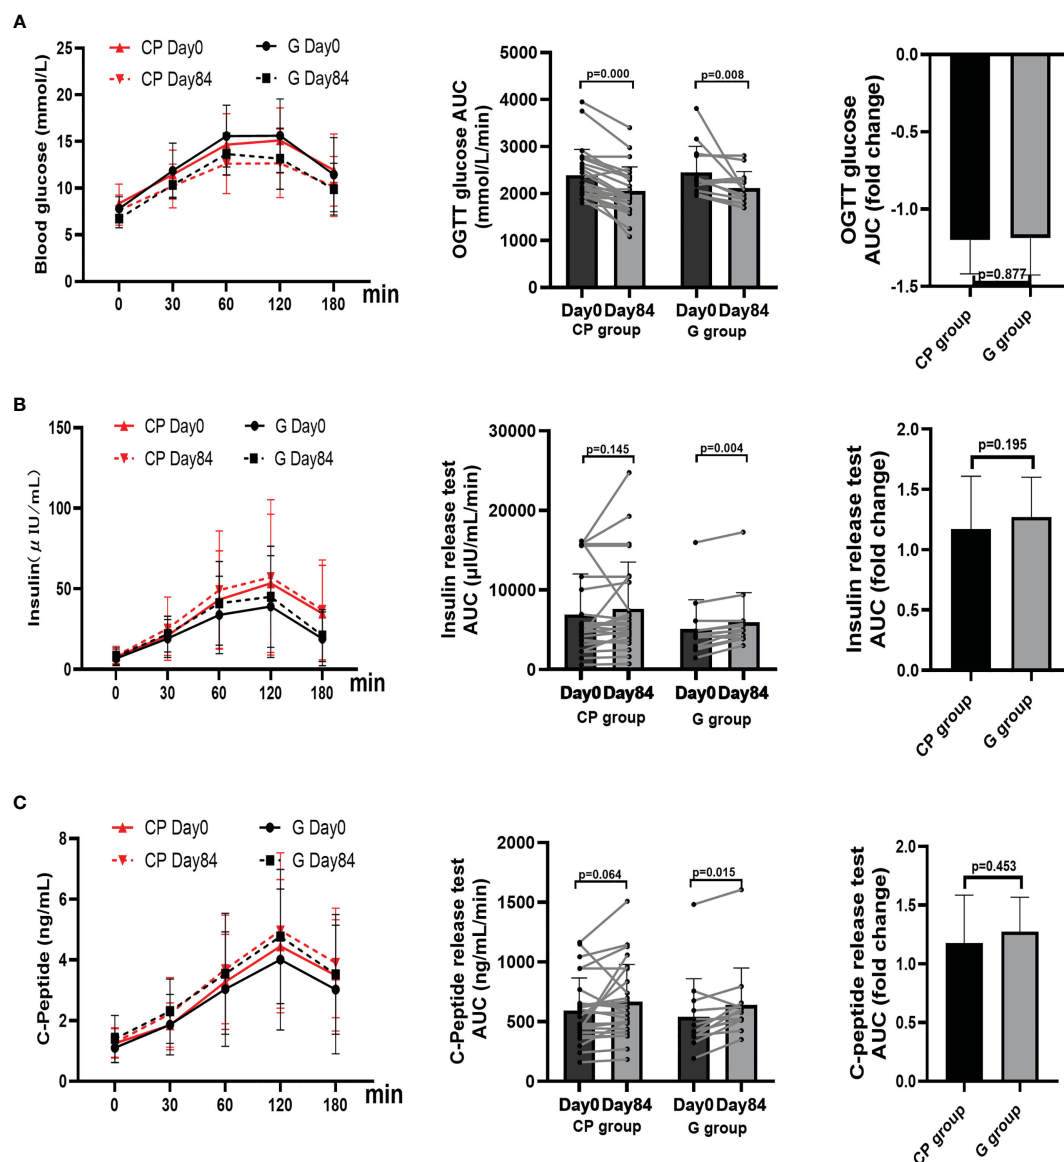 A
CP Day0
G Day0
CP Day84
G Day84
Blood glucose (mmol/L)
25
20
15
10
5
0
0 30 60 120 180 min
OGTT glucose AUC
(mmol/L/min)
5000
4000
3000
2000
1000
0
p=0.000
p=0.008
Day0 Day84 Day0 Day84
CP group G group
OGTT glucose
AUC (fold change)
0.0
-0.5
-1.0
-1.5
p=0.877
CP group
G group
B
CP Day0
G Day0
CP Day84
G Day84
Insulin(μIU/mL)
150
100
50
0
0 30 60 120 180 min
Insulin release test
AUC (μIU/mL/min)
30000
20000
10000
0
p=0.145
p=0.004
Day0 Day84 Day0 Day84
CP group G group
Insulin release test
AUC (fold change)
2.0
1.5
1.0
0.5
0.0
p=0.195
CP group
G group
C
CP Day0
G Day0
CP Day84
G Day84
C-Peptide (ng/mL)
8
6
4
2
0
0 30 60 120 180 min
C-Peptide release test
AUC (ng/mL/min)
2000
1500
1000
500
0
p=0.064
p=0.015
Day0 Day84 Day0 Day84
CP group G group
C-peptide release test
AUC (fold change)
2.0
1.5
1.0
0.5
0.0
p=0.453
CP group
G group